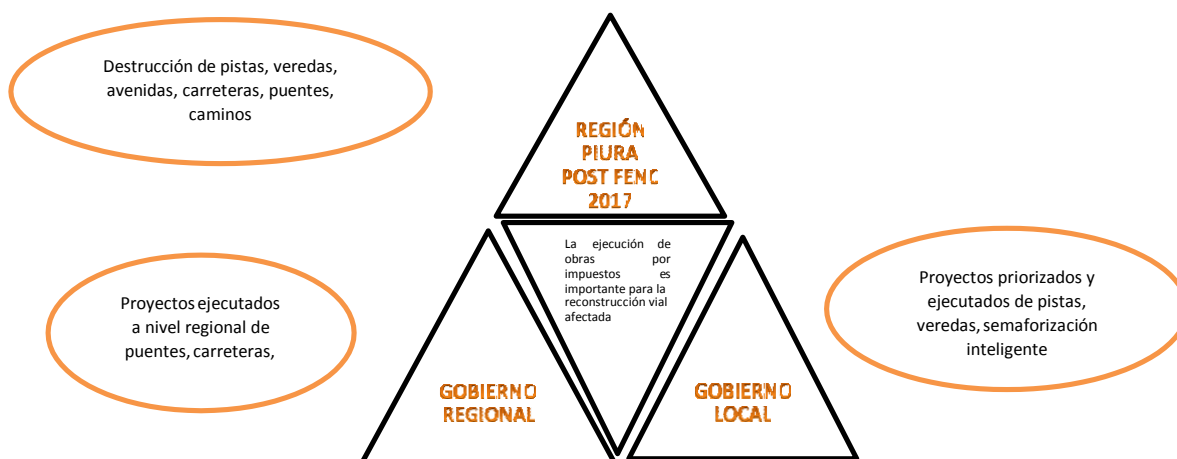 Destrucción de pistas, veredas,
avenidas, carreteras, puentes,
caminos
REGIÓN
PIURA
POST FENC
2017
La ejecución de
obras por
impuestos es
importante para la
reconstrucción vial
afectada
Proyectos ejecutados
a nivel regional de
puentes, carreteras,
Proyectos priorizados y
ejecutados de pistas,
veredas, semaforización
inteligente
GOBIERNO
REGIONAL
GOBIERNO
LOCAL